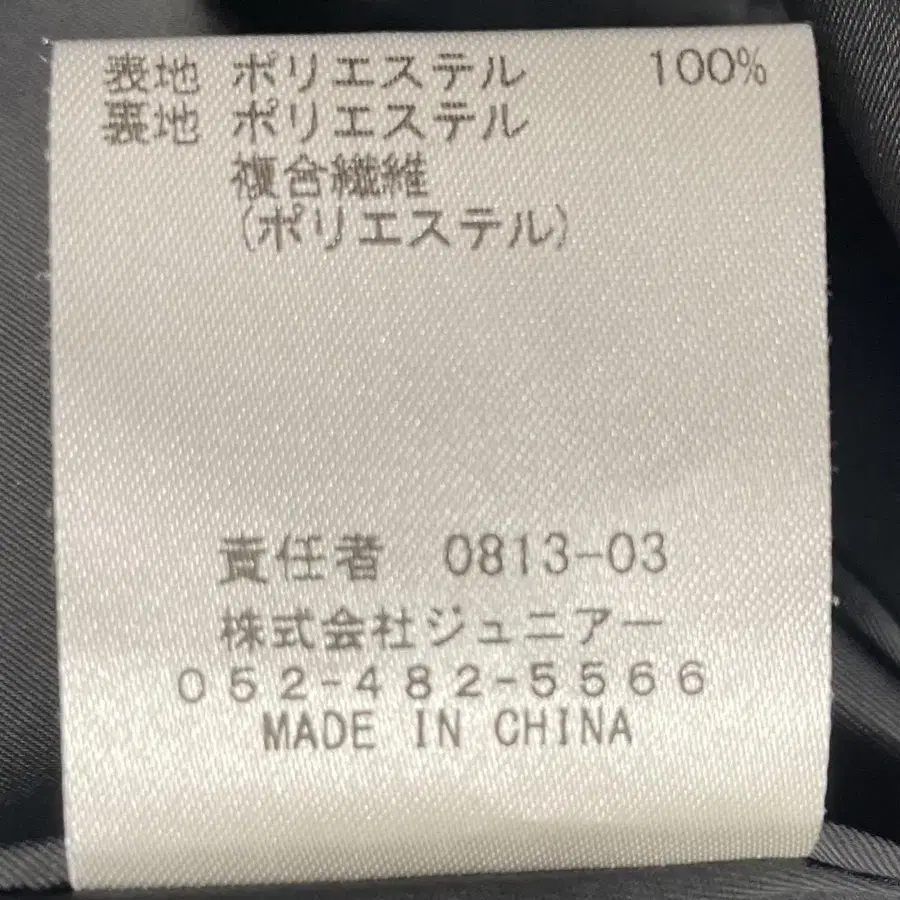 表地 ポリエステル 100%
裏地 ポリエステル
複合繊維
(ポリエステル)
責任者 0813-03
株式会社ジュニアー
052-482-5566
MADE IN CHINA